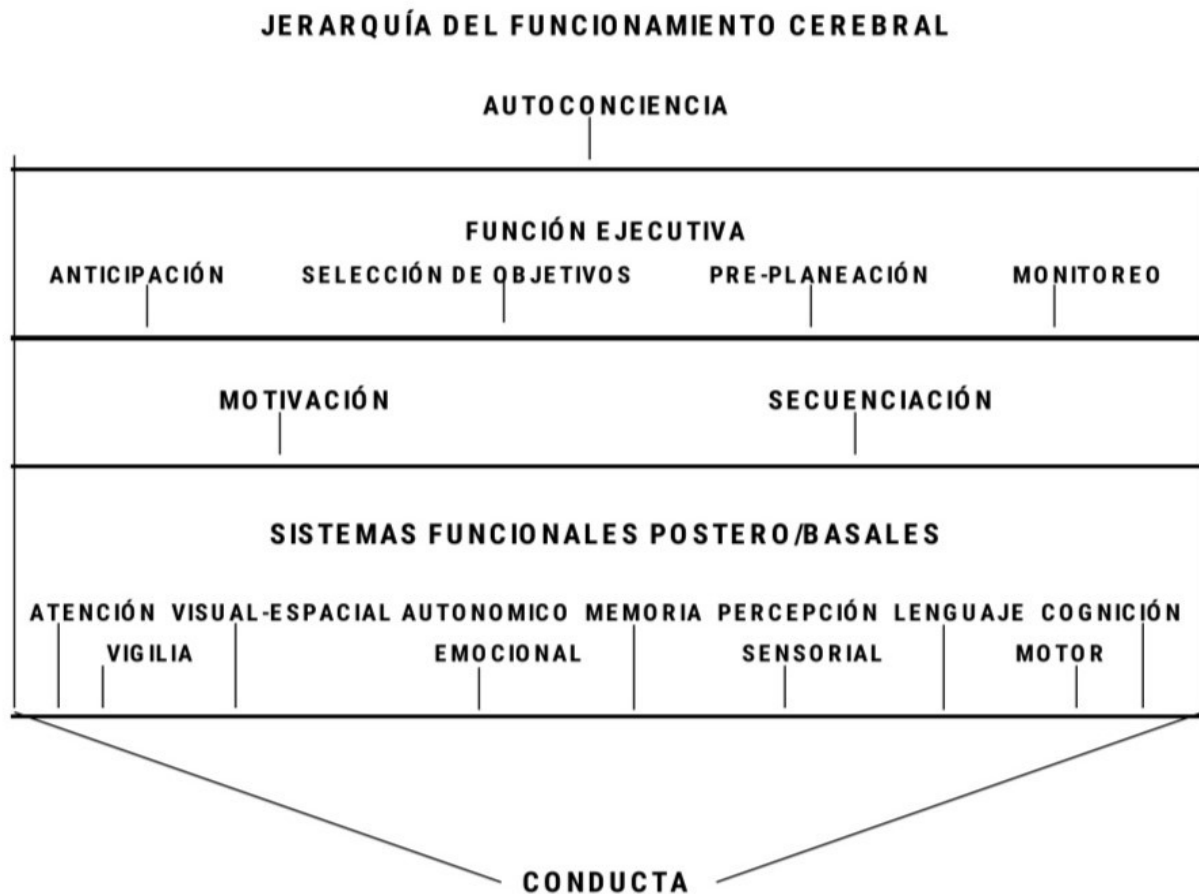 JERARQUÍA DEL FUNCIONAMIENTO CEREBRAL
AUTOCONCIENCIA
FUNCIÓN EJECUTIVA
ANTICIPACIÓN SELECCIÓN DE OBJETIVOS PRE-PLANEACIÓN MONITOREO
MOTIVACIÓN SECUENCIACIÓN
SISTEMAS FUNCIONALES POSTERO/BASALES
ATENCIÓN VISUAL-ESPACIAL AUTONOMICO MEMORIA PERCEPCIÓN LENGUAJE COGNICIÓN
VIGILIA EMOCIONAL SENSORIAL MOTOR
CONDUCTA